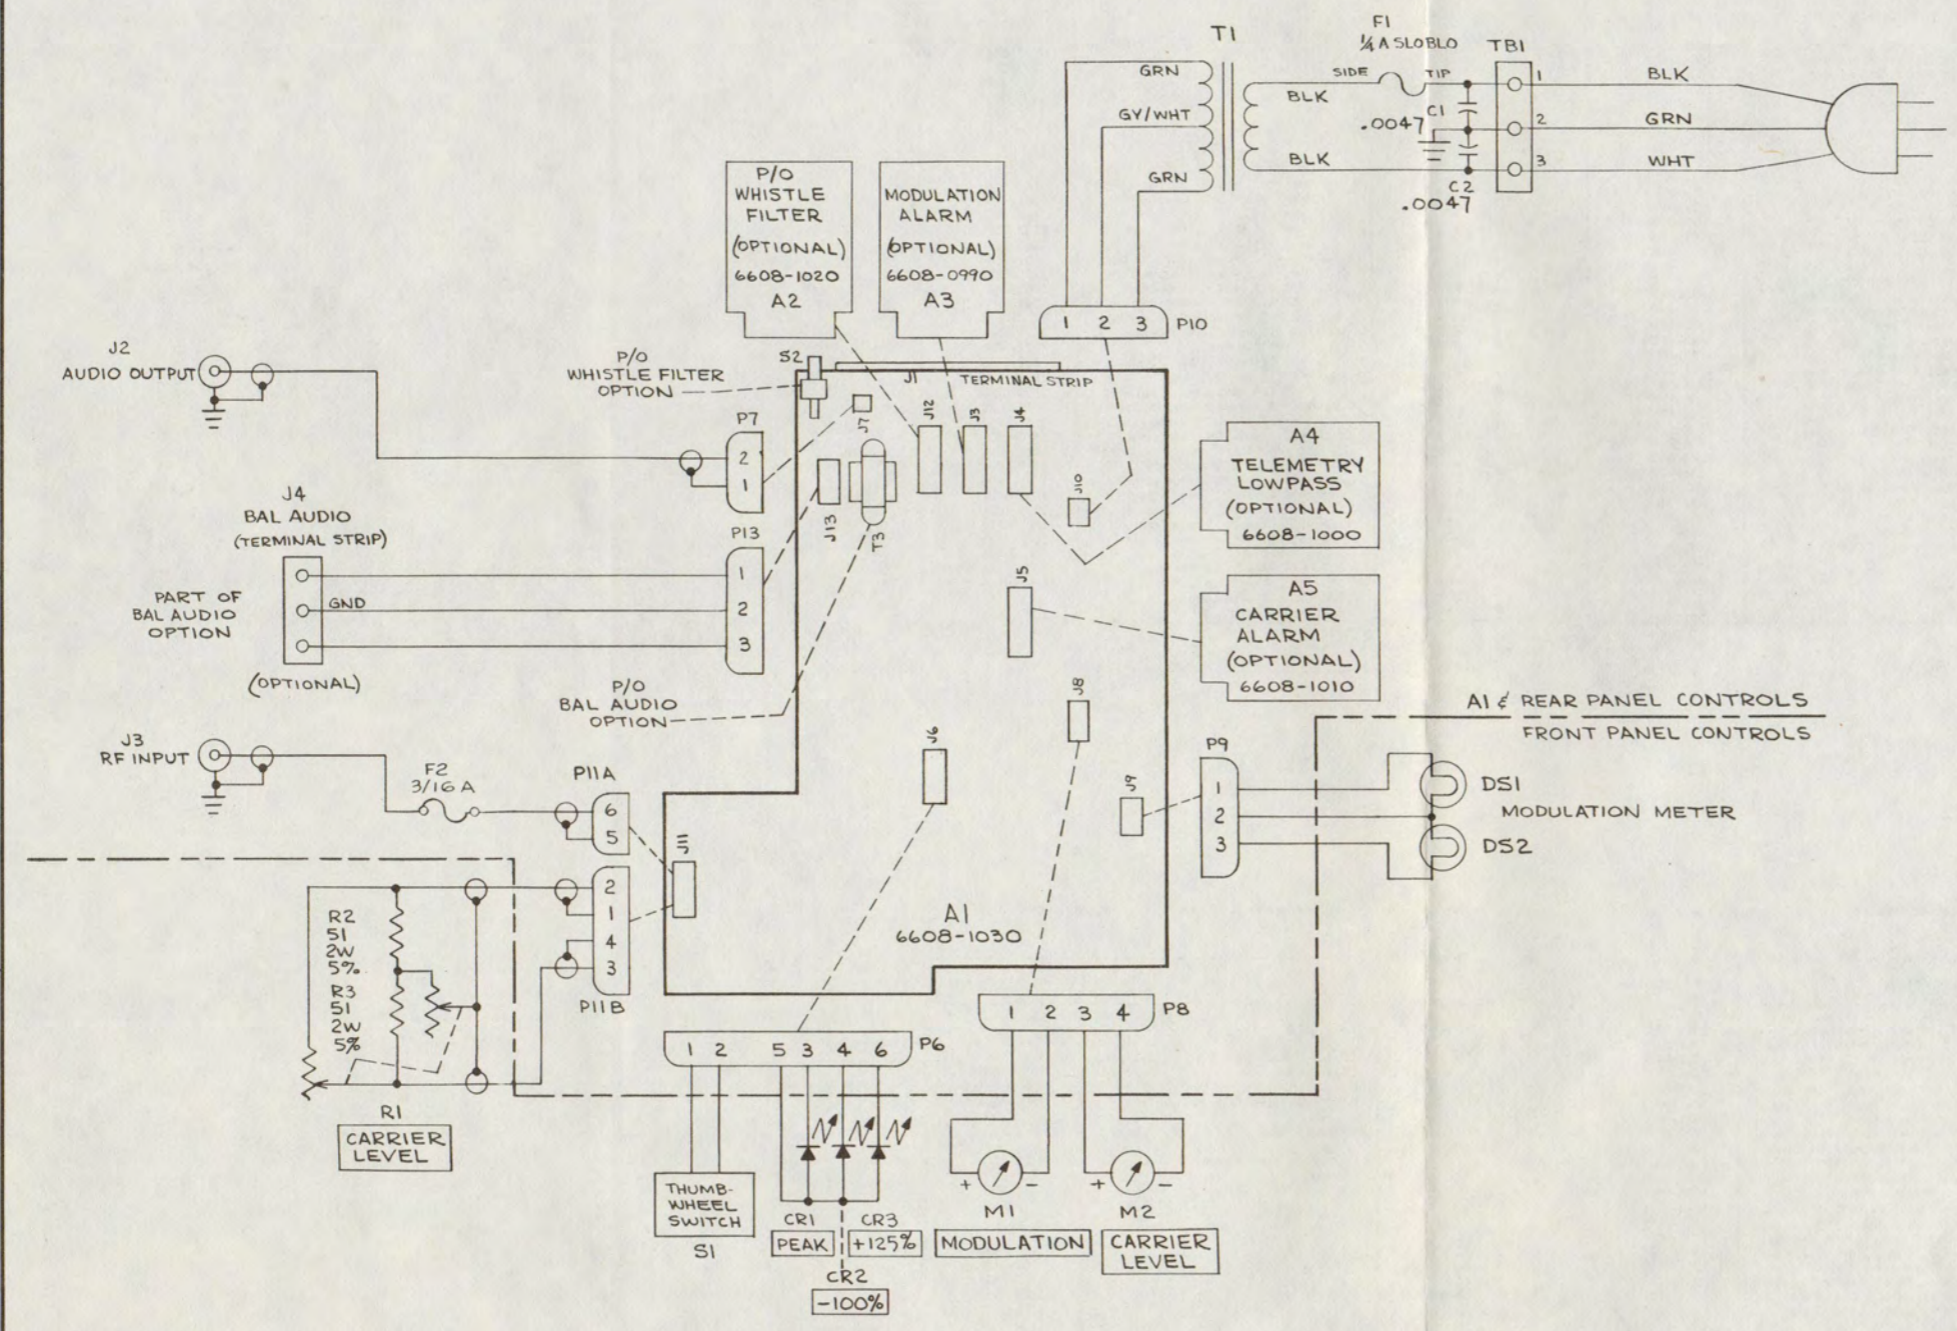 T1
F1
¼ A SLOBLO
TB1
GRN
GY/WHT
GRN
BLK
BLK
SIDE
TIP
C1
.0047
C2
.0047
1
2
3
BLK
GRN
WHT
P/O
WHISTLE
FILTER
(OPTIONAL)
6608-1020
A2
MODULATION
ALARM
(OPTIONAL)
6608-0990
A3
1 2 3
P10
J2
AUDIO OUTPUT
P/O
WHISTLE FILTER
OPTION
S2
J1
TERMINAL STRIP
P7
2
1
J7
J12
J3
J4
J13
T3
J10
A4
TELEMETRY
LOWPASS
(OPTIONAL)
6608-1000
J4
BAL AUDIO
(TERMINAL STRIP)
P13
1
2
3
GND
PART OF
BAL AUDIO
OPTION
(OPTIONAL)
J5
A5
CARRIER
ALARM
(OPTIONAL)
6608-1010
P/O
BAL AUDIO
OPTION
J8
J6
J9
A1 & REAR PANEL CONTROLS
FRONT PANEL CONTROLS
J3
RF INPUT
F2
3/16 A
P11A
6
5
J11
P9
1
2
3
DS1
MODULATION METER
DS2
2
1
4
3
P11B
R2
51
2W
5%
R3
51
2W
5%
A1
6608-1030
1 2 5 3 4 6
P6
1 2 3 4
P8
R1
CARRIER
LEVEL
THUMB-
WHEEL
SWITCH
S1
CR1
PEAK
CR3
+125%
CR2
-100%
+ -
M1
MODULATION
+ -
M2
CARRIER
LEVEL